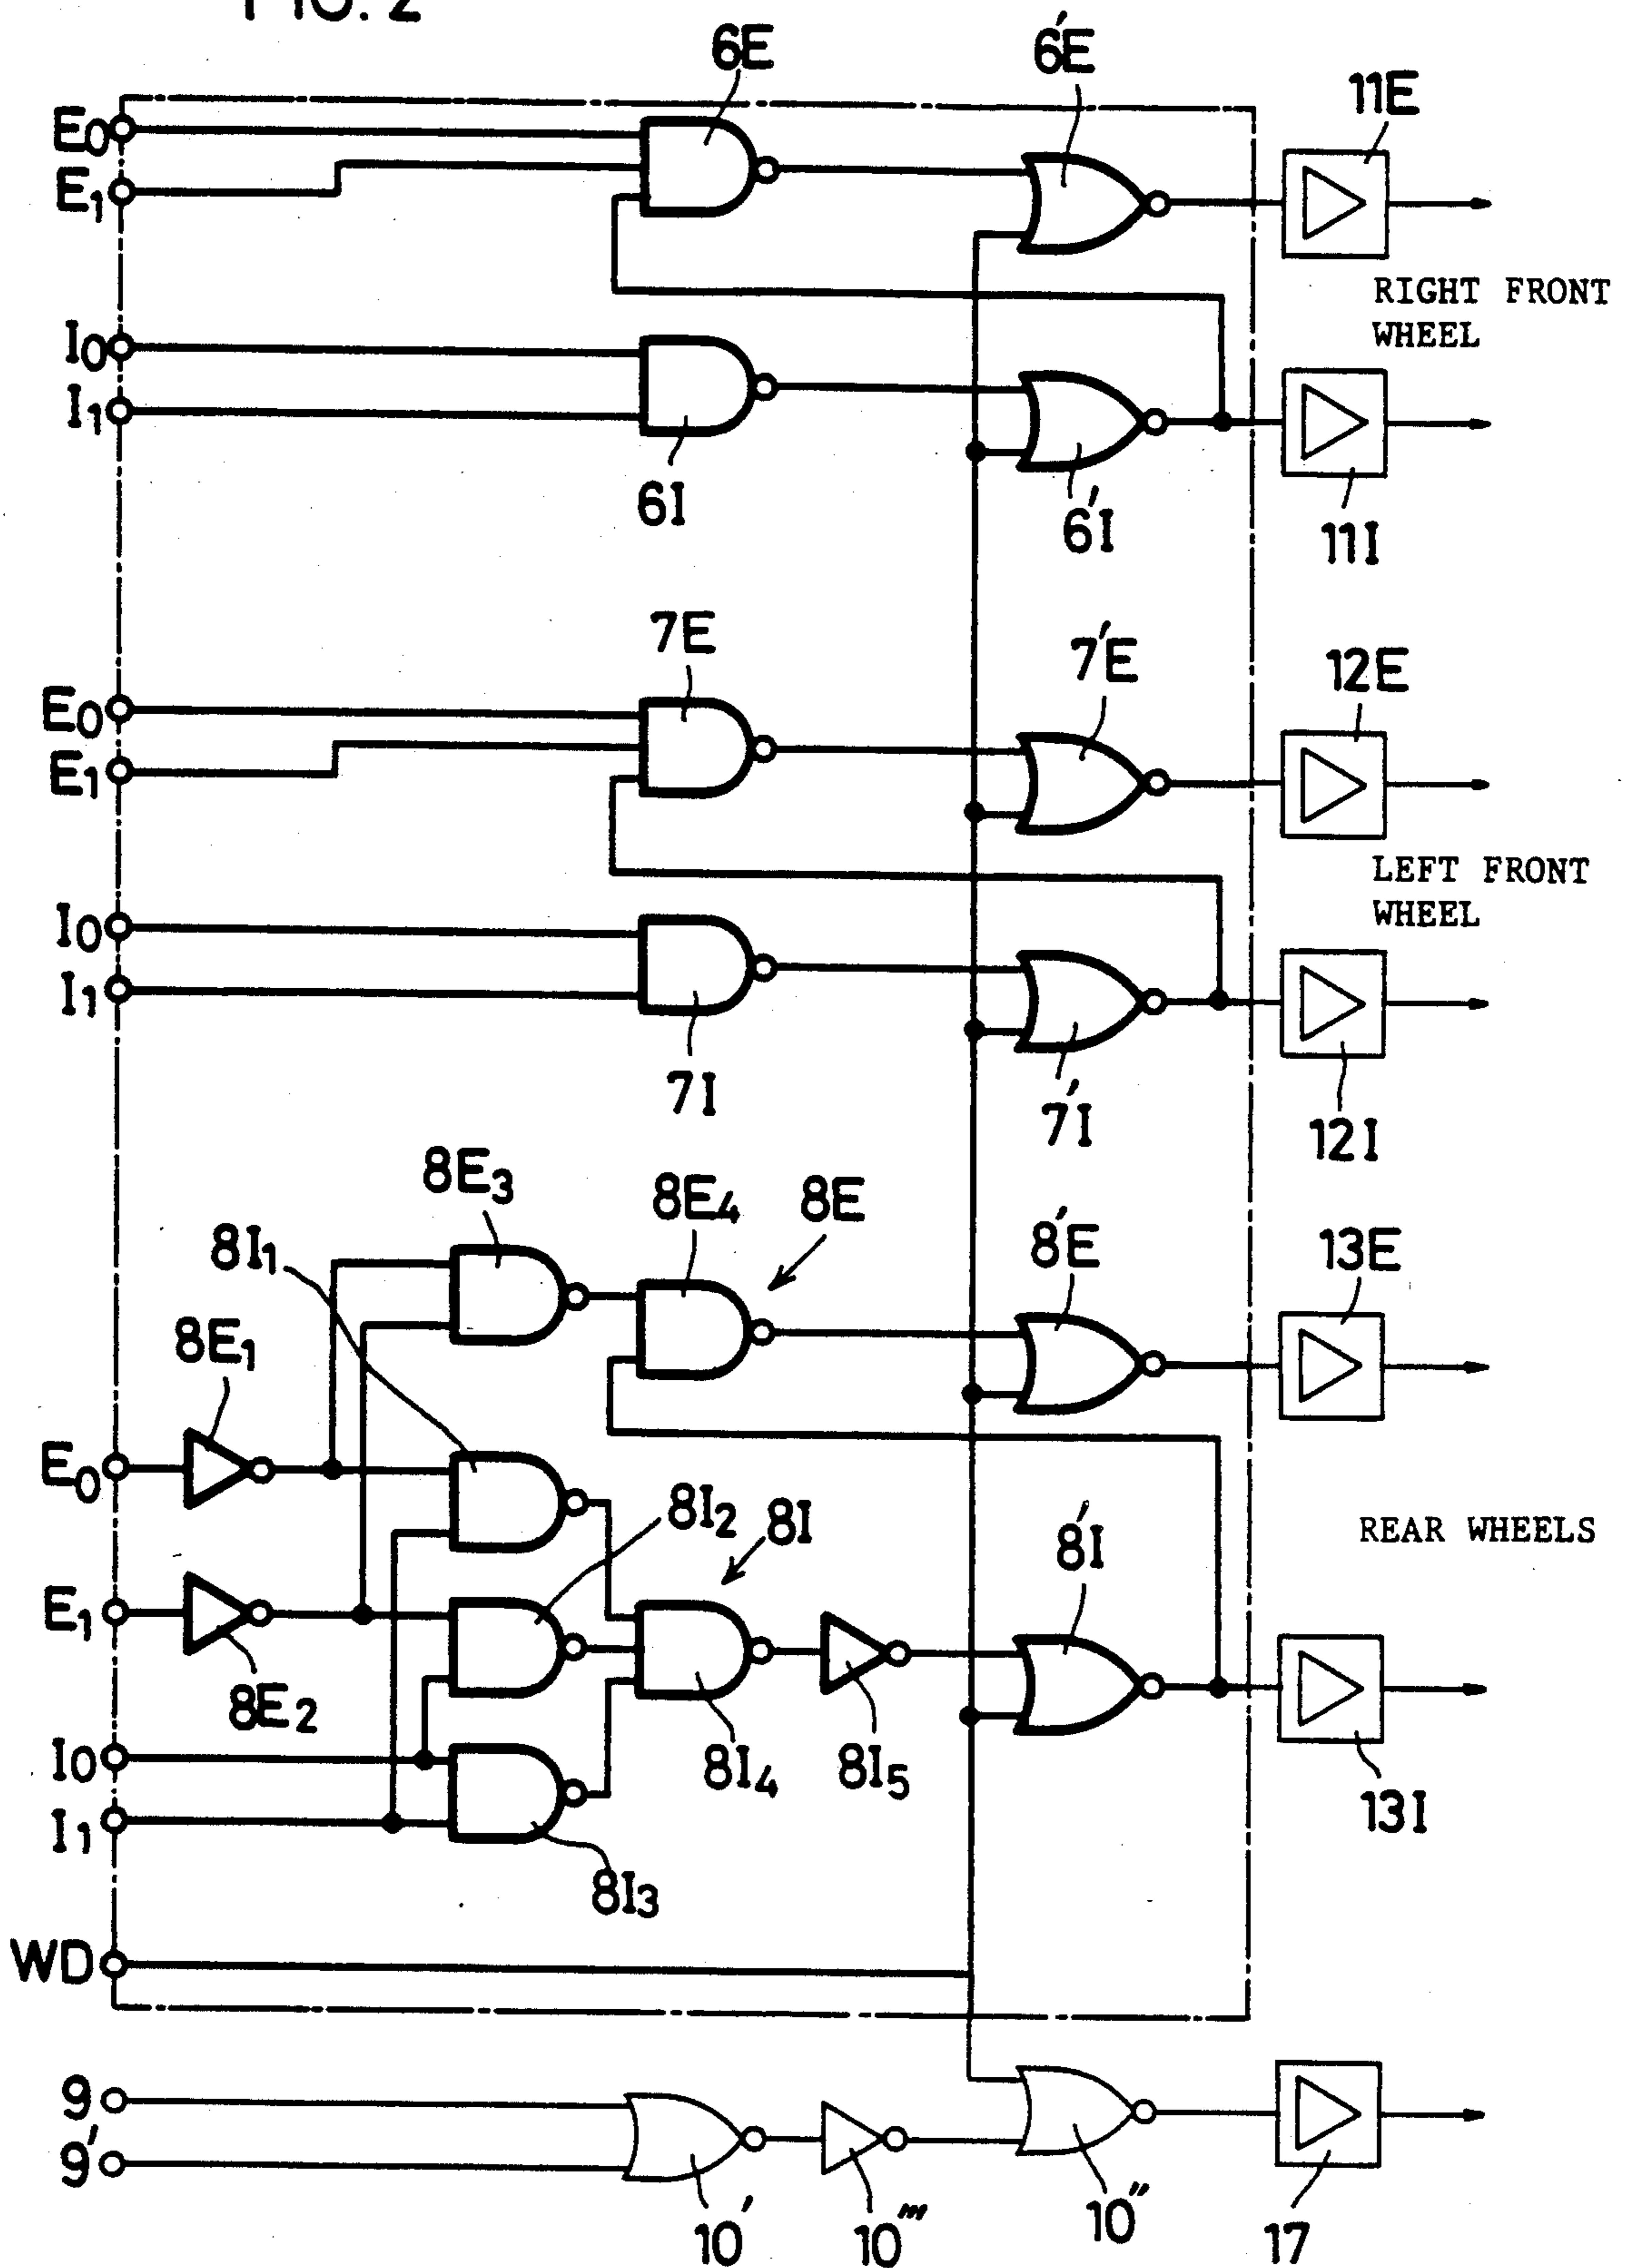 FIG. 2
6E
6'E
11E
E0
E1
RIGHT FRONT
WHEEL
I0
I1
6I
6'I
11I
7E
7'E
12E
E0
E1
LEFT FRONT
WHEEL
I0
I1
7I
7'I
12I
8E3
8E4
8E
8'E
13E
8I1
8E1
E0
8I2
8I
8'I
REAR WHEELS
E1
8E2
I0
8I4
8I5
13I
I1
8I3
WD
9
9'
10'
10'''
10''
17